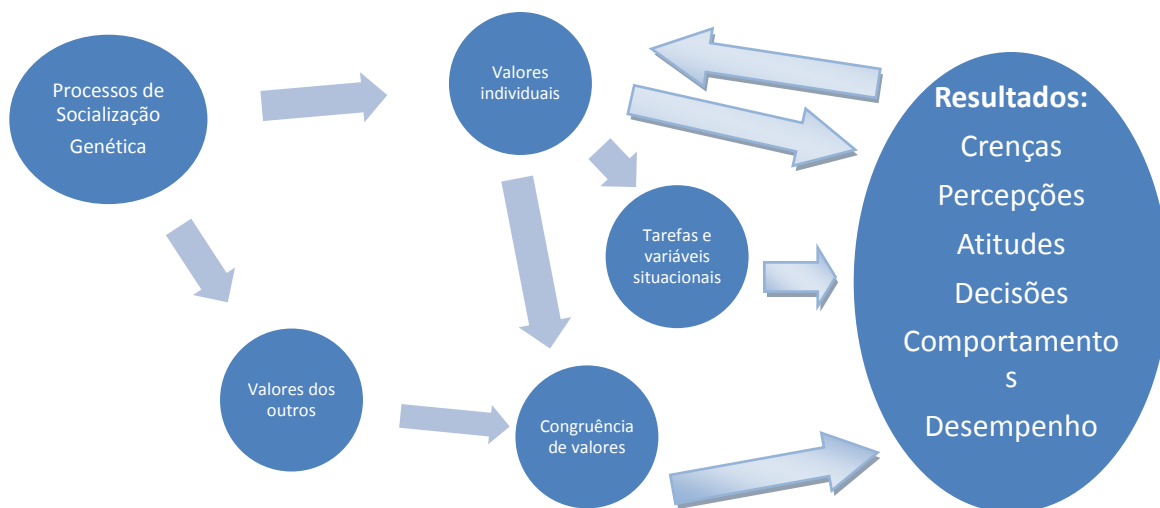 Processos de
Socialização
Genética
Valores
individuais
Tarefas e
variáveis
situacionais
Valores dos
outros
Congruência
de valores
Resultados:
Crenças
Percepções
Atitudes
Decisões
Comportamento
s
Desempenho